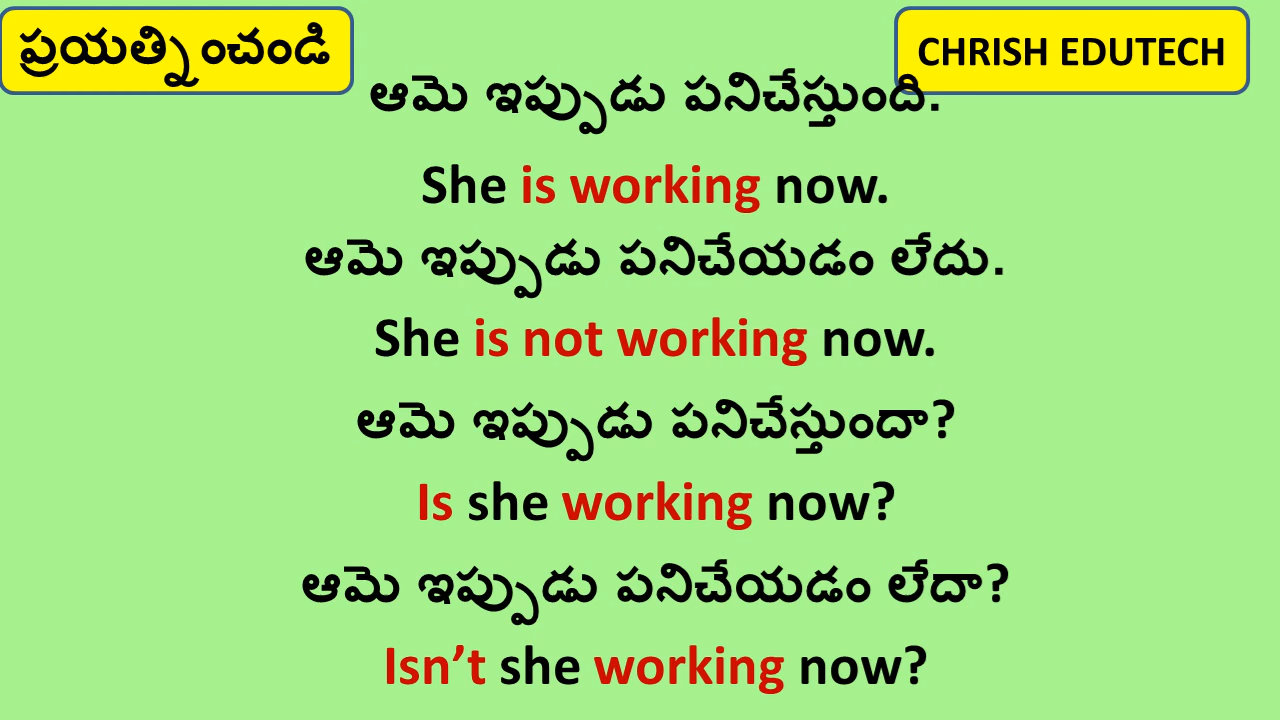 ప్రయత్నించండి
CHRISH EDUTECH
ఆమె ఇప్పుడు పనిచేస్తుంది.
She is working now.
ఆమె ఇప్పుడు పనిచేయడం లేదు.
She is not working now.
ఆమె ఇప్పుడు పనిచేస్తుందా?
Is she working now?
ఆమె ఇప్పుడు పనిచేయడం లేదా?
Isn’t she working now?